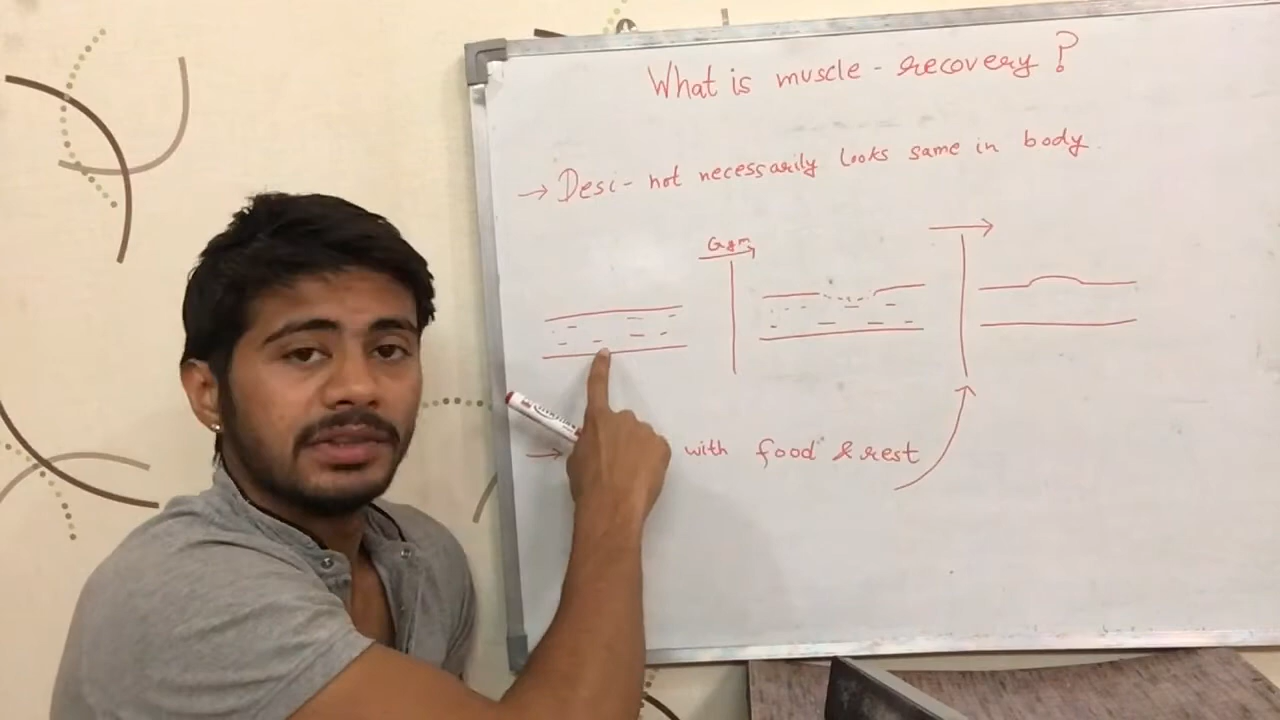 What is muscle-recovery?
→ Desi- not necessarily looks same in body.
Gym
→ with food & rest